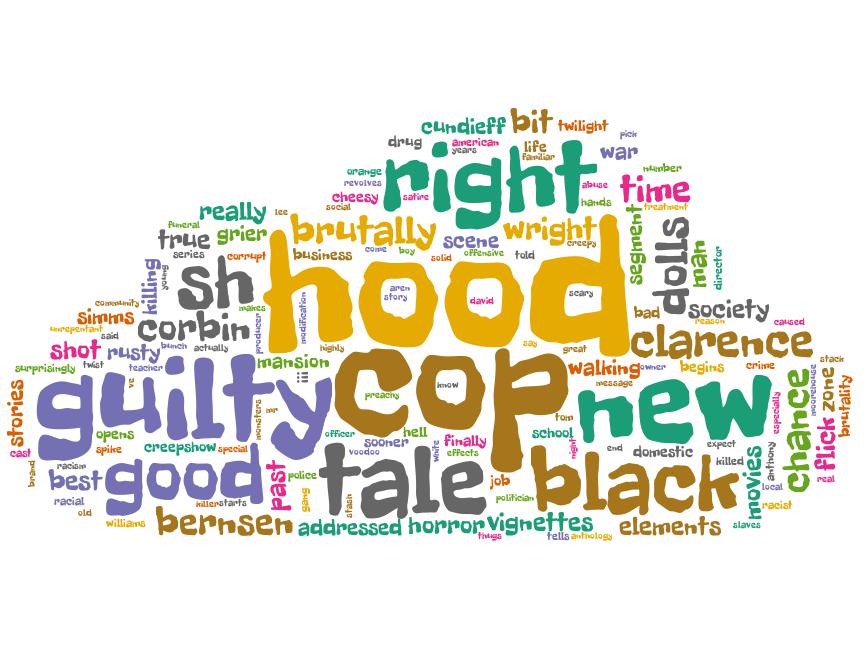 cundieff
bit
twilight
pick
drug
american
years
life
familiar
war
right
number
orange
revolves
cheesy
satire
abuse
hands
time
treatment
social
really
lee
funeral
true
grier
series
corrupt
brutally
business
come
boy
scene
solid
offensive
told
wright
creepy
segment
dolls
man
director
killing
young
sh
hood
aren
story
david
scary
community
simms
unrepentant
said
corbin
makes
producer
modification
bad
society
reason
caused
clarence
shot
rusty
bunch
actually
highly
say
great
surprisingly
twist
teacher
mansion
iii
walking
owner
begins
crime
stack
message
stories
guilty
ve
monsters
mr
preachy
cop
know
new
especially
chance
moorehouse
zone
flick
brutality
opens
spike
creepshow
special
officer
voodoo
sooner
hell
white
finally
effects
tom
school
night
end
domestic
expect
killed
anthony
movies
local
real
cast
brand
racism
best
good
past
police
gang
tale
stash
job
politician
black
racial
old
killer
starts
williams
bernsen
addressed
horror
vignettes
thugs
tells
anthology
elements
slaves
racist